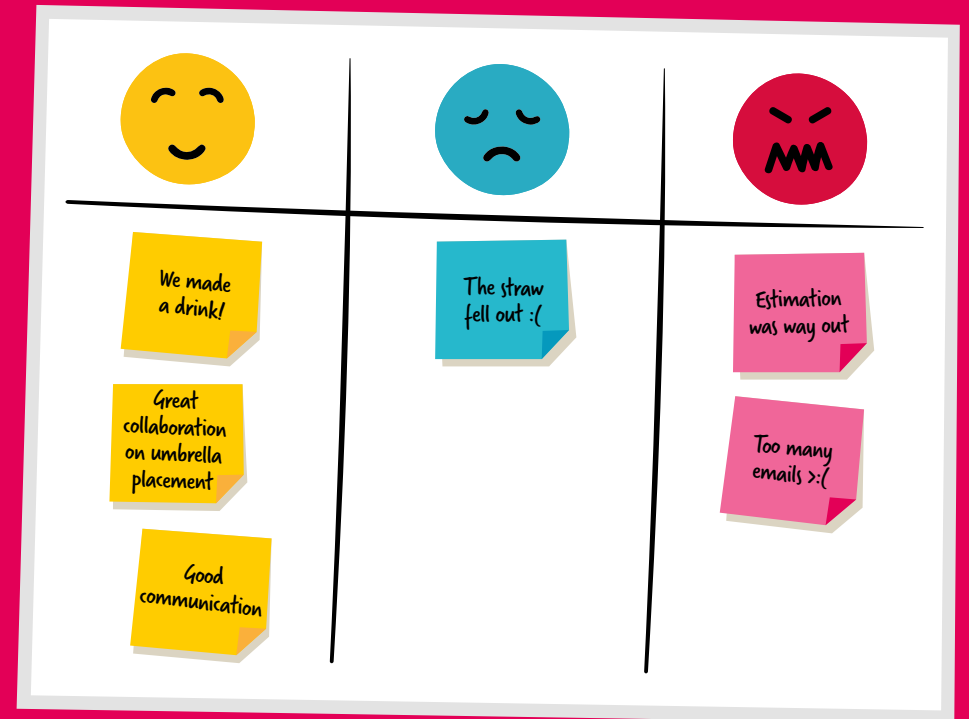 We made
a drink!
Great
collaboration
on umbrella
placement
Good
communication
The straw
fell out :(
Estimation
was way out
Too many
emails >:(